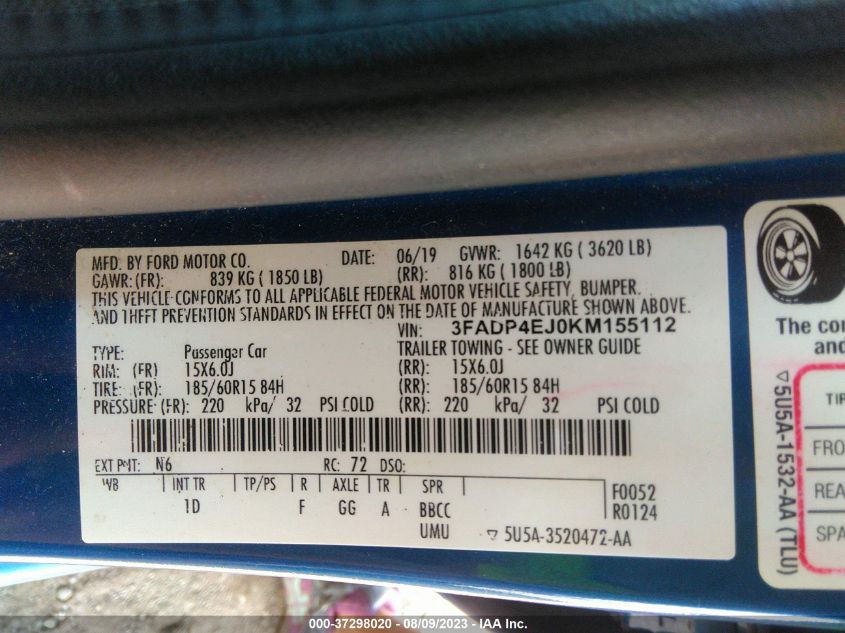 MFD. BY FORD MOTOR CO. DATE: 06/19 GVWR: 1642 KG ( 3620 LB)
GAWR: (FR): 839 KG ( 1850 LB) (RR): 816 KG ( 1800 LB)
THIS VEHICLE CONFORMS TO ALL APPLICABLE FEDERAL MOTOR VEHICLE SAFETY, BUMPER,
AND THEFT PREVENTION STANDARDS IN EFFECT ON THE DATE OF MANUFACTURE SHOWN ABOVE.
VIN: 3FADP4EJ0KM155112
TYPE: Passenger Car TRAILER TOWING - SEE OWNER GUIDE
RIM: (FR) 15X6.0J (RR): 15X6.0J
TIRE: (FR): 185/60R15 84H (RR): 185/60R15 84H
PRESSURE (FR): 220 kPa/ 32 PSI COLD (RR): 220 kPa/ 32 PSI COLD
EXT PNT: N6 RC: 72 DSO:
WB INT TR TP/PS R AXLE TR SPR F0052
1D F GG A BBCC R0124
UMU 5U5A-3520472-AA
The con
and
5U5A-1532-AA (TLU)
TIR
FRO
REA
SPA
000-37298020 - 08/09/2023 - IAA Inc.